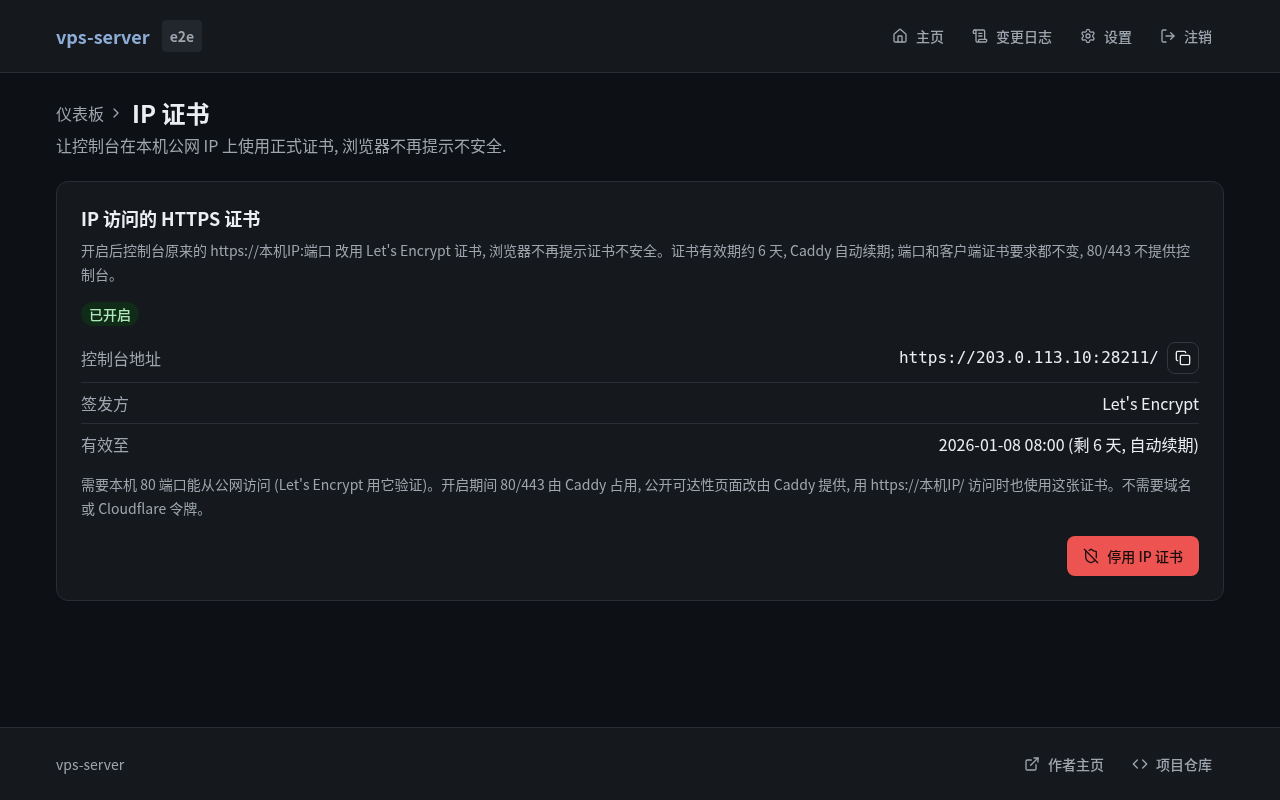 vps-server e2e 主页 变更日志 设置 注销
仪表板 IP 证书
让控制台在本机公网 IP 上使用正式证书, 浏览器不再提示不安全.
IP 访问的 HTTPS 证书
开启后控制台原来的 https://本机IP:端口 改用 Let's Encrypt 证书, 浏览器不再提示证书不安全。证书有效期约 6 天, Caddy 自动续期; 端口和客户端证书要求都不变, 80/443 不提供控
制台。
已开启
控制台地址 https://203.0.113.10:28211/
签发方 Let's Encrypt
有效至 2026-01-08 08:00 (剩 6 天, 自动续期)
需要本机 80 端口能从公网访问 (Let's Encrypt 用它验证)。开启期间 80/443 由 Caddy 占用, 公开可达性页面改由 Caddy 提供, 用 https://本机IP/ 访问时也使用这张证书。不需要域名
或 Cloudflare 令牌。
停用 IP 证书
vps-server 作者主页 项目仓库